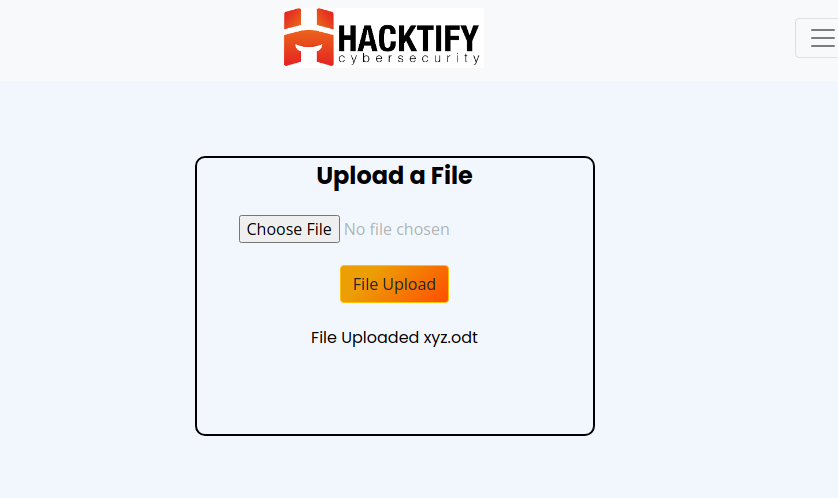 HACKTIFY
cybersecurity
Upload a File
Choose File No file chosen
File Upload
File Uploaded xyz.odt